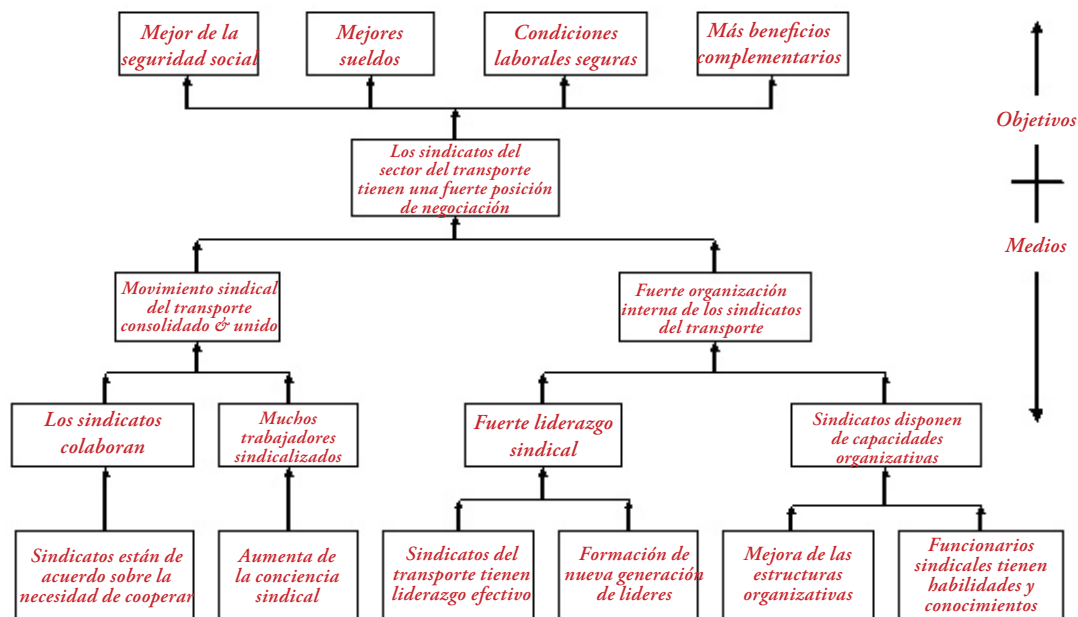 Mejor de la
seguridad social
Mejores
sueldos
Condiciones
laborales seguras
Más beneficios
complementarios
Objetivos
Los sindicatos del
sector del transporte
tienen una fuerte posición
de negociación
Medios
Movimiento sindical
del transporte
consolidado & unido
Fuerte organización
interna de los sindicatos
del transporte
Los sindicatos
colaboran
Muchos
trabajadores
sindicalizados
Fuerte liderazgo
sindical
Sindicatos disponen
de capacidades
organizativas
Sindicatos están de
acuerdo sobre la
necesidad de cooperar
Aumenta de
la conciencia
sindical
Sindicatos del
transporte tienen
liderazgo efectivo
Formación de
nueva generación
de lideres
Mejora de las
estructuras
organizativas
Funcionarios
sindicales tienen
habilidades y
conocimientos